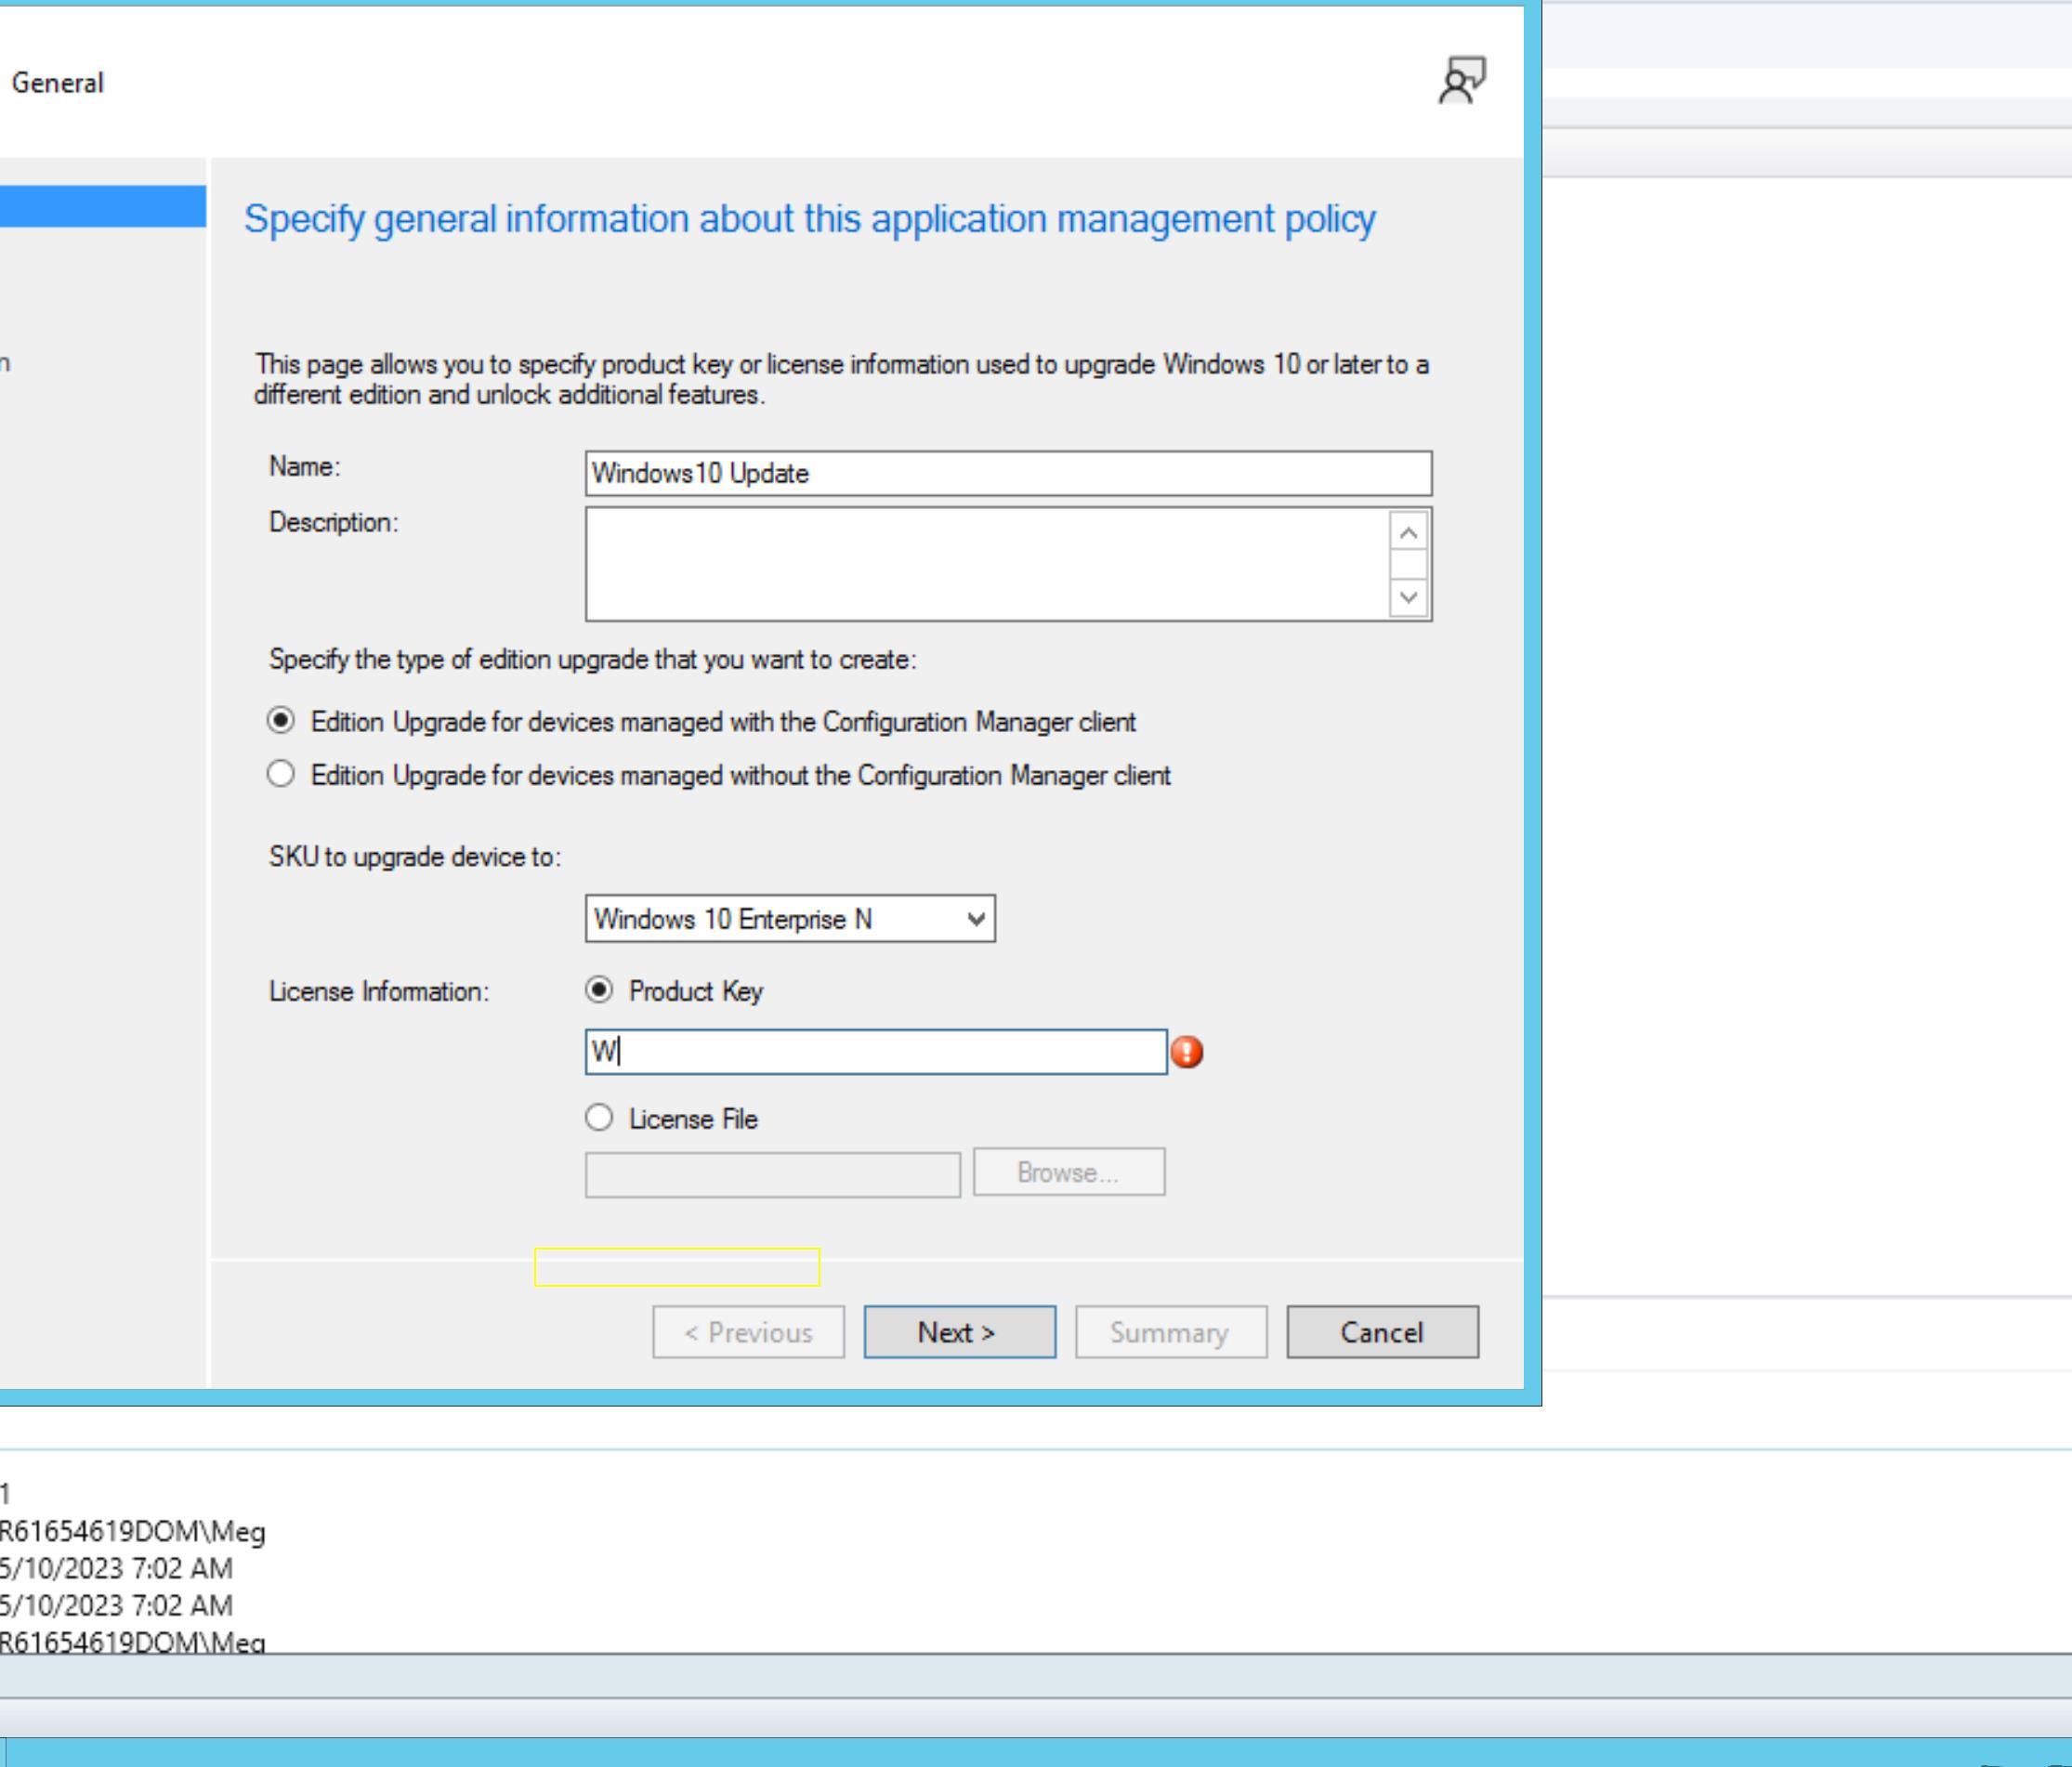 General
Specify general information about this application management policy
n
This page allows you to specify product key or license information used to upgrade Windows 10 or later to a
different edition and unlock additional features.
Name:
Windows10 Update
Description:
Specify the type of edition upgrade that you want to create:
Edition Upgrade for devices managed with the Configuration Manager client
Edition Upgrade for devices managed without the Configuration Manager client
SKU to upgrade device to:
Windows 10 Enterprise N
License Information:
Product Key
W
License File
Browse...
< Previous
Next >
Summary
Cancel
1
R61654619DOM\Meg
5/10/2023 7:02 AM
5/10/2023 7:02 AM
R61654619DOM\Meg